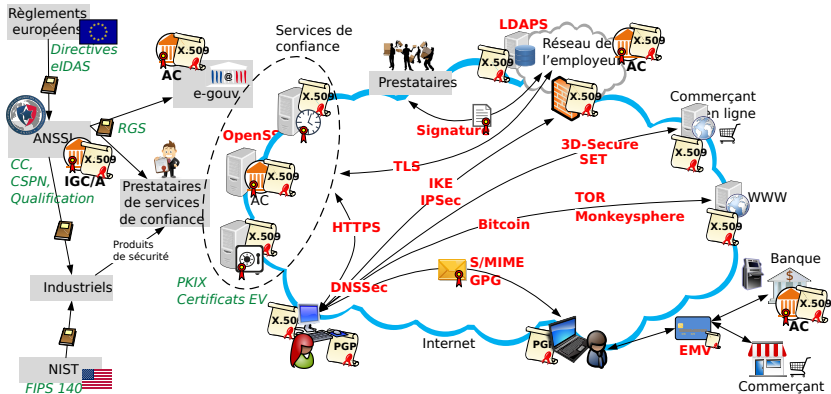 Règlements
européens
Directives
eIDAS
ANSSI
CC,
CSPN,
Qualification
X.509
IGC/A
RGS
X.509
AC
e-gouv
@
Prestataires
de services
de confiance
Produits
de sécurité
Industriels
NIST
FIPS 140
Services de
confiance
X.509
OpenSS
X.509
AC
X.509
PKIX
Certificats EV
Prestataires
Signature
LDAPS
X.509
Réseau de
l'employeur
X.509
AC
X.509
TLS
IKE
IPSec
3D-Secure
SET
HTTPS
Bitcoin
TOR
Monkeysphere
DNSSec
S/MIME
GPG
Commerçant
en ligne
X.509
WWW
X.509
X.50
PGP
Internet
PGP
EMV
Banque
X.509
AC
Commerçant